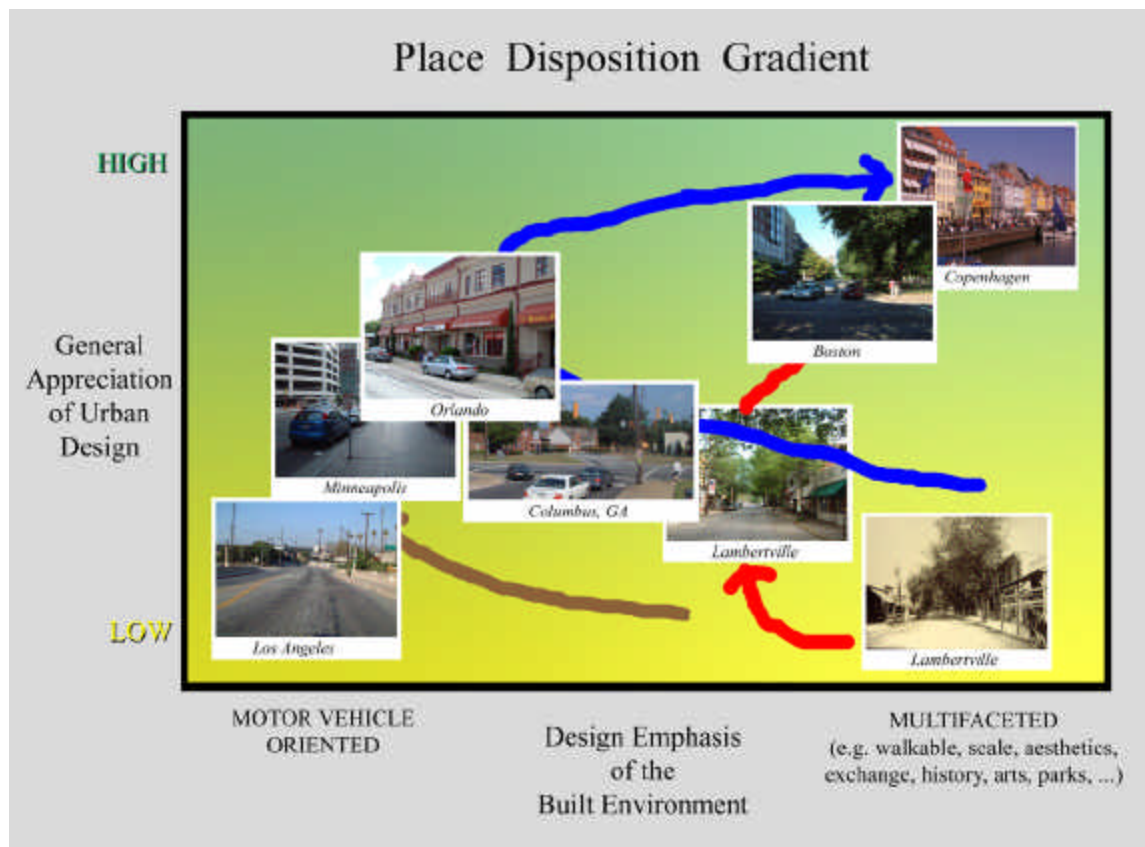 Place Disposition Gradient
HIGH
General
Appreciation
of Urban
Design
LOW
Copenhagen
Boston
Orlando
Minneapolis
Columbus, GA
Lambertville
Los Angeles
Lambertville
MOTOR VEHICLE
ORIENTED
Design Emphasis
of the
Built Environment
MULTIFACETED
(e.g. walkable, scale, aesthetics,
exchange, history, arts, parks, ...)